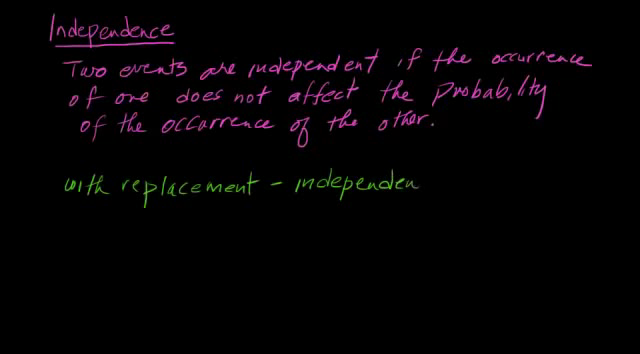 Independence
Two events are independent if the occurrence
of one does not affect the Probability
of the occurrence of the other.
with replacement - independen